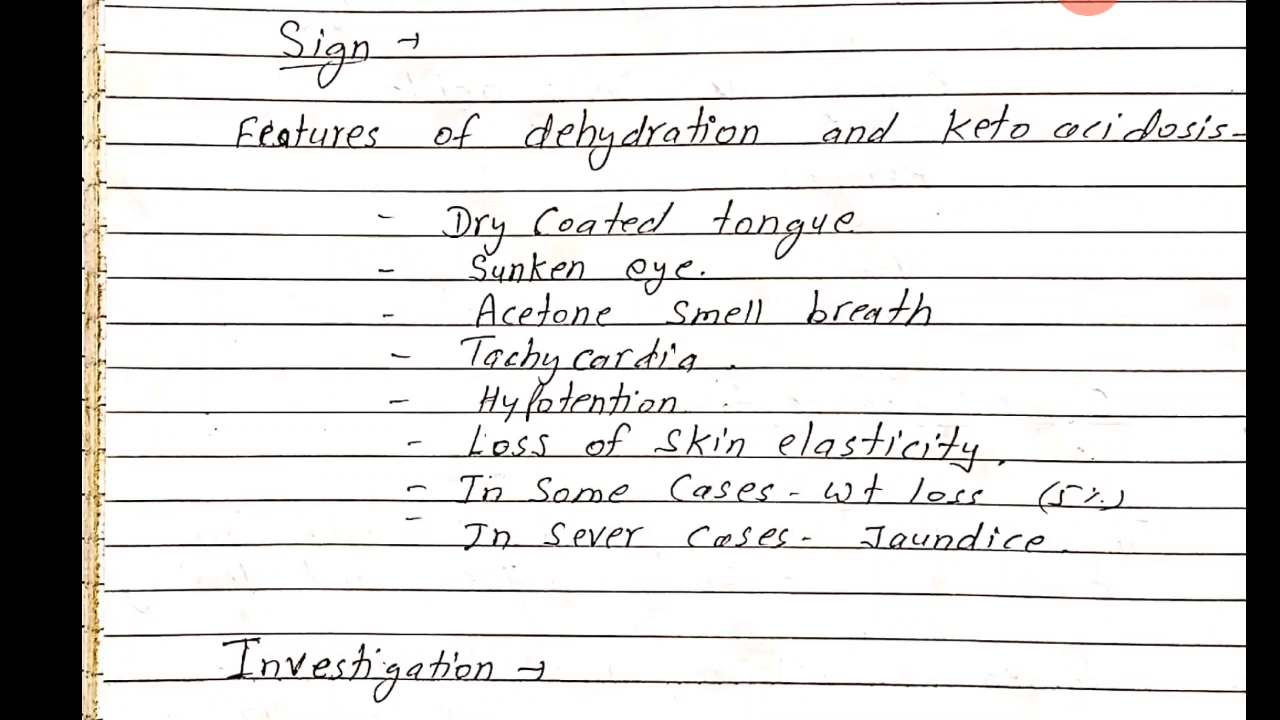 Sign →
Features of dehydration and keto acidosis-
- Dry Coated tongue
- Sunken eye.
- Acetone smell breath
- Tachycardia.
- Hypotention
- Loss of skin elasticity.
- In Some Cases - wt loss (5%)
- In sever cases - Jaundice.
Investigation →